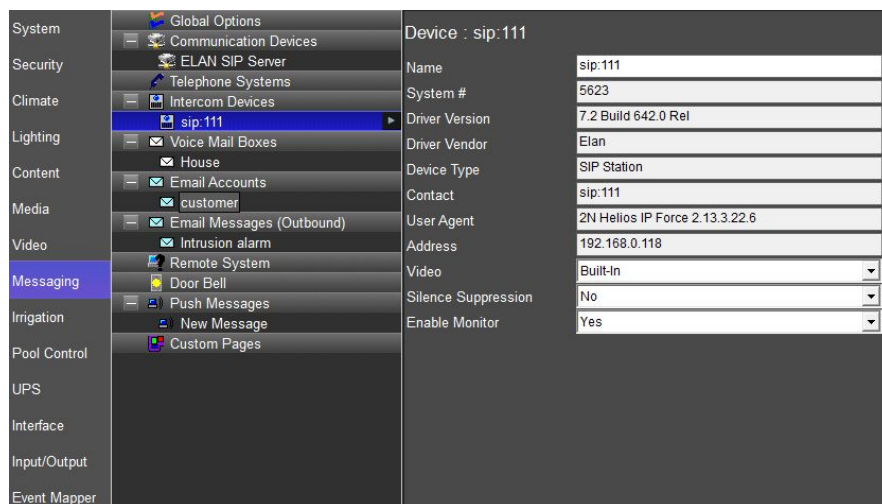 System
Security
Climate
Lighting
Content
Media
Video
Messaging
Irrigation
Pool Control
UPS
Interface
Input/Output
Event Mapper
Global Options
Communication Devices
ELAN SIP Server
Telephone Systems
Intercom Devices
sip:111
Voice Mail Boxes
House
Email Accounts
customer
Email Messages (Outbound)
Intrusion alarm
Remote System
Door Bell
Push Messages
New Message
Custom Pages
Device : sip:111
Name sip:111
System # 5623
Driver Version 7.2 Build 642.0 Rel
Driver Vendor Elan
Device Type SIP Station
Contact sip:111
User Agent 2N Helios IP Force 2.13.3.22.6
Address 192.168.0.118
Video Built-In
Silence Suppression No
Enable Monitor Yes